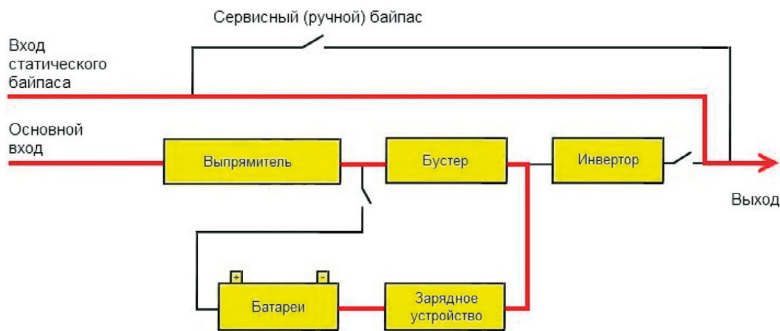 Сервисный (ручной) байпас
Вход
статического
байпаса
Основной
вход
Выпрямитель
Бустер
Инвертор
Выход
+
−
Батареи
Зарядное
устройство